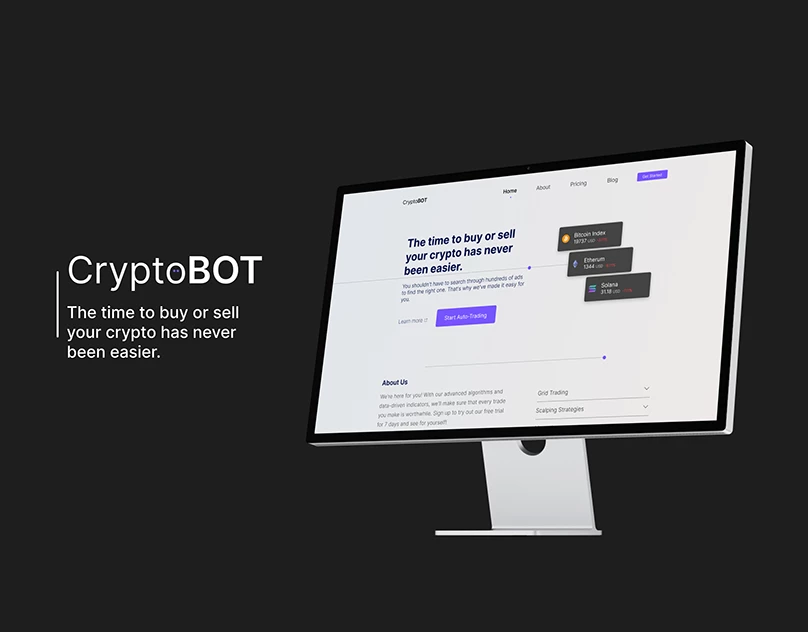 CryptoBOT
The time to buy or sell
your crypto has never
been easier.
CryptoBOT
Home
About
Pricing
Blog
Get Started
The time to buy or sell
your crypto has never
been easier.
You shouldn't have to search through hundreds of ads
to find the right one. That's why we've made it easy for
you.
Learn more
Start Auto-Trading
Bitcoin Index
19737 USD
Etherum
1344 USD
Solana
31.18 USD
About Us
We're here for you! With our advanced algorithms and
data-driven indicators, we'll make sure that every trade
you make is worthwhile. Sign up to try out our free trial
for 7 days and see for yourself!
Grid Trading
Scalping Strategies